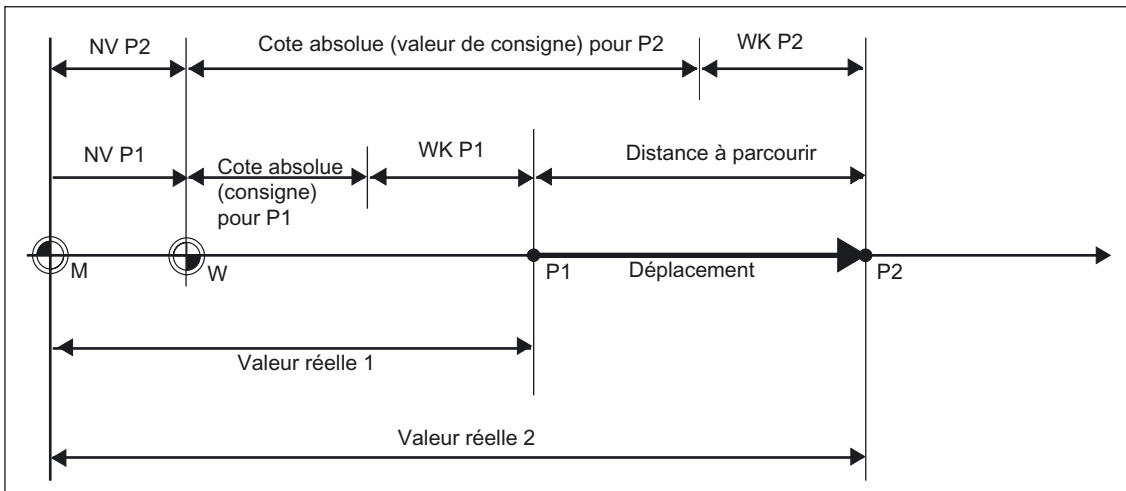 NV P2
Cote absolue (valeur de consigne) pour P2
WK P2
NV P1
Cote absolue
(consigne)
pour P1
WK P1
Distance à parcourir
M
W
P1
Déplacement
P2
Valeur réelle 1
Valeur réelle 2